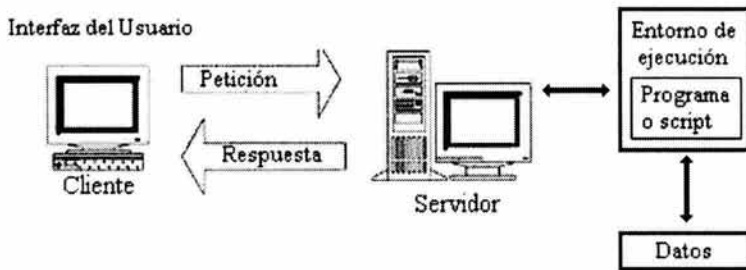 Interfaz del Usuario
Petición
Respuesta
Cliente
Servidor
Entorno de
ejecución
Programa
o script
Datos